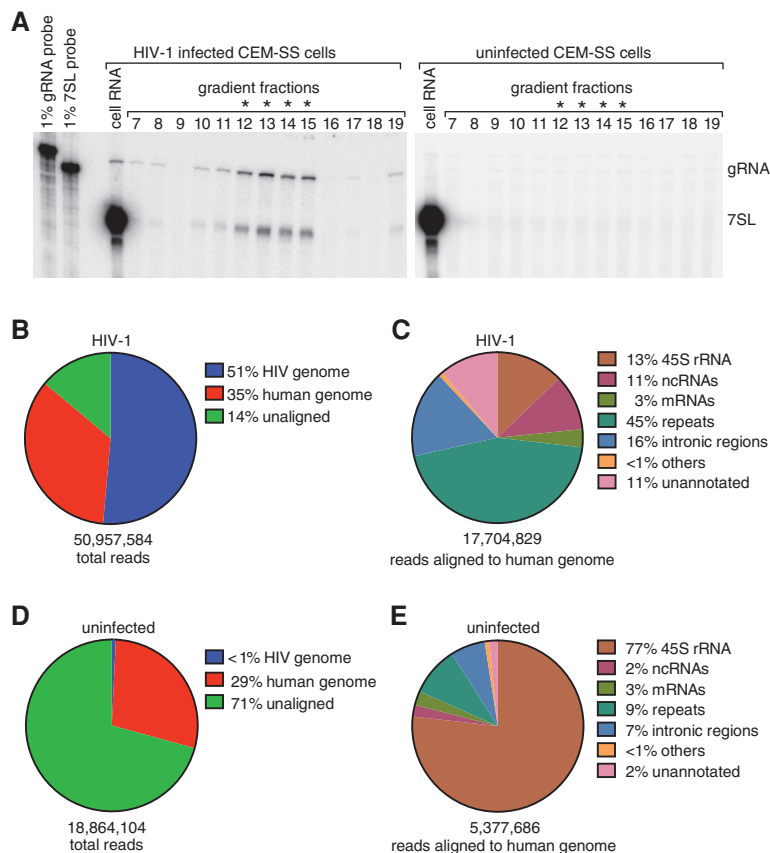 A
1% gRNA probe
1% 7SL probe
HIV-1 infected CEM-SS cells
cell RNA
gradient fractions
* * * *
7 8 9 10 11 12 13 14 15 16 17 18 19
uninfected CEM-SS cells
cell RNA
gradient fractions
* * * *
7 8 9 10 11 12 13 14 15 16 17 18 19
gRNA
7SL
B
HIV-1
51% HIV genome
35% human genome
14% unaligned
50,957,584
total reads
C
HIV-1
13% 45S rRNA
11% ncRNAs
3% mRNAs
45% repeats
16% intronic regions
<1% others
11% unannotated
17,704,829
reads aligned to human genome
D
uninfected
<1% HIV genome
29% human genome
71% unaligned
18,864,104
total reads
E
uninfected
77% 45S rRNA
2% ncRNAs
3% mRNAs
9% repeats
7% intronic regions
<1% others
2% unannotated
5,377,686
reads aligned to human genome